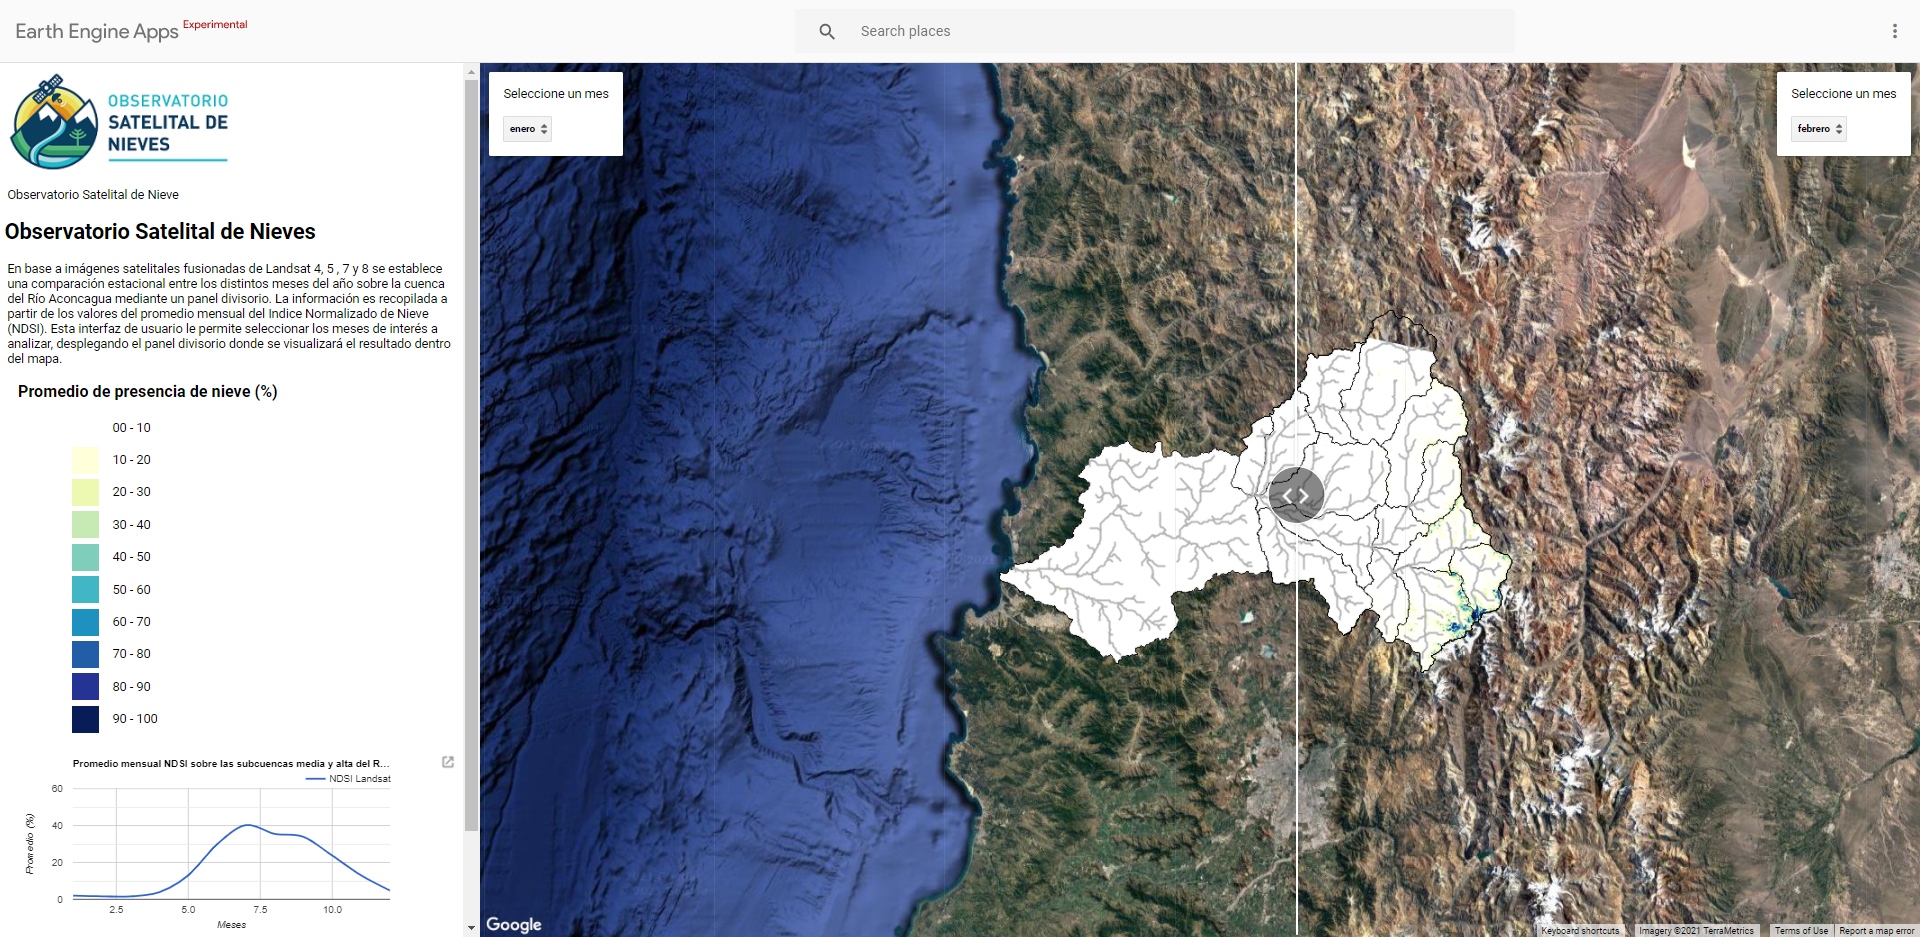 Earth Engine Apps Experimental
Search places
OBSERVATORIO
SATELITAL DE
NIEVES
Observatorio Satelital de Nieve
Observatorio Satelital de Nieves
En base a imágenes satelitales fusionadas de Landsat 4, 5 , 7 y 8 se establece
una comparación estacional entre los distintos meses del año sobre la cuenca
del Río Aconcagua mediante un panel divisorio. La información es recopilada a
partir de los valores del promedio mensual del Indice Normalizado de Nieve
(NDSI). Esta interfaz de usuario le permite seleccionar los meses de interés a
analizar, desplegando el panel divisorio donde se visualizará el resultado dentro
del mapa.
Promedio de presencia de nieve (%)
00 - 10
10 - 20
20 - 30
30 - 40
40 - 50
50 - 60
60 - 70
70 - 80
80 - 90
90 - 100
Promedio mensual NDSI sobre las subcuencas media y alta del R...
NDSI Landsat
60
40
20
0
Promedio (%)
2.5
5.0
7.5
10.0
Meses
Seleccione un mes
enero
Seleccione un mes
febrero
Google
Keyboard shortcuts
Imagery ©2021 TerraMetrics
Terms of Use
Report a map error